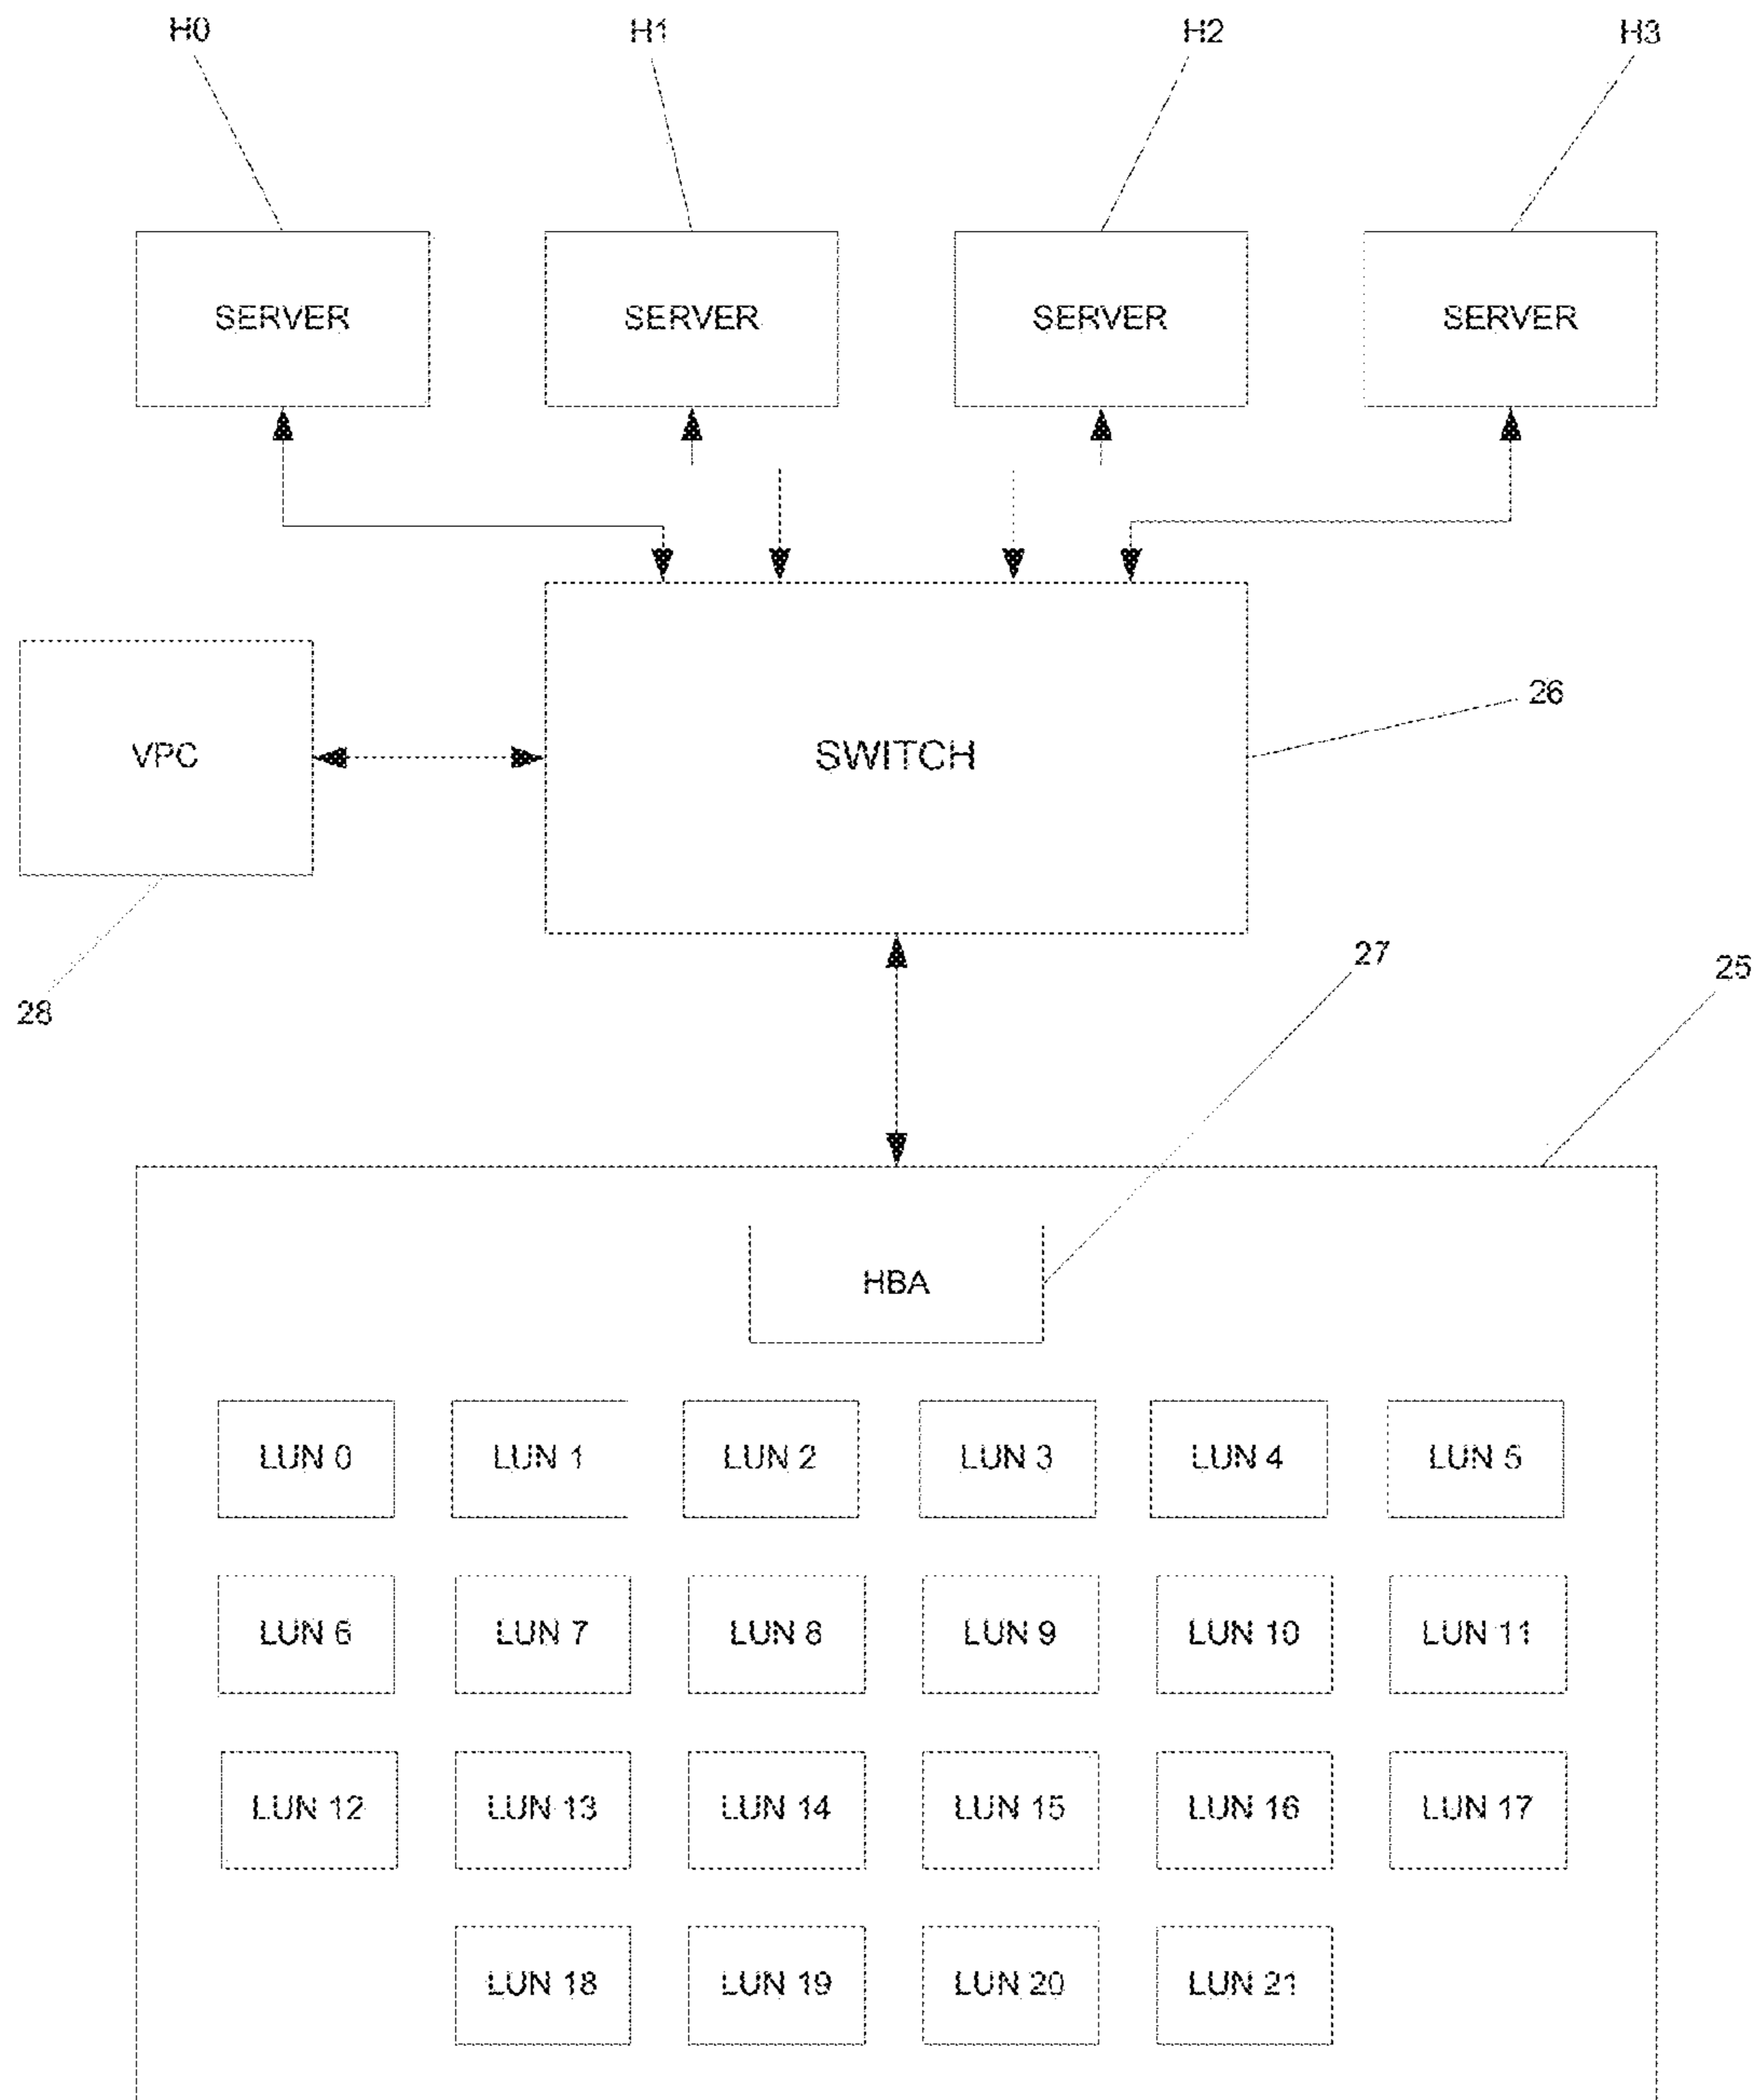 H0 H1 H2 H3
SERVER SERVER SERVER SERVER
26
VPC SWITCH
27
25
28
HBA
LUN 0 LUN 1 LUN 2 LUN 3 LUN 4 LUN 5
LUN 6 LUN 7 LUN 8 LUN 9 LUN 10 LUN 11
LUN 12 LUN 13 LUN 14 LUN 15 LUN 16 LUN 17
LUN 18 LUN 19 LUN 20 LUN 21